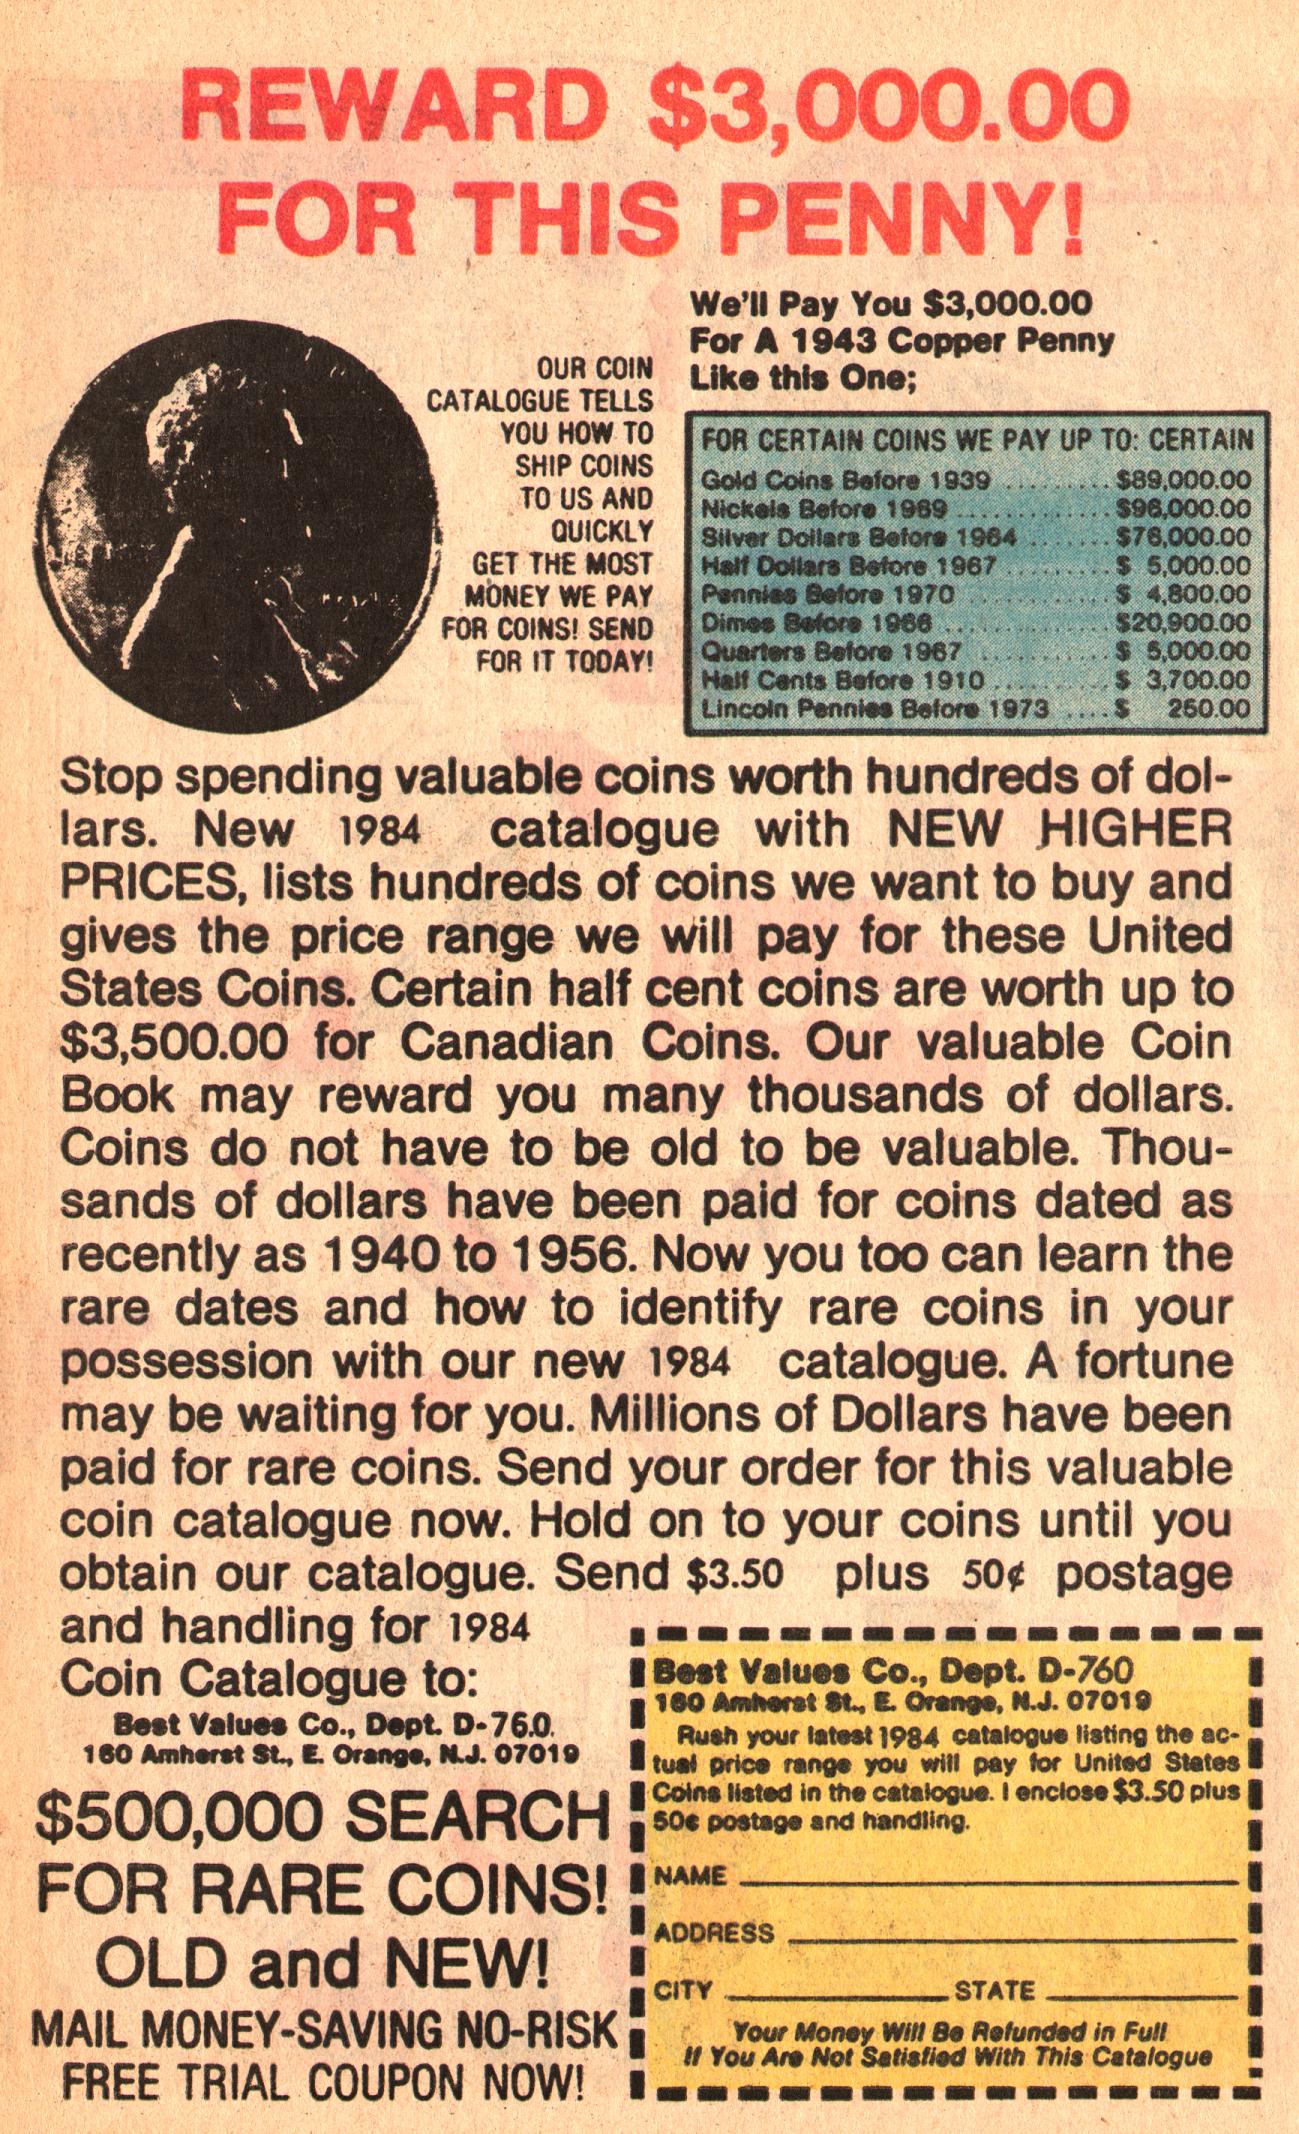 REWARD $3,000.00
FOR THIS PENNY!
We'll Pay You $3,000.00
For A 1943 Copper Penny
Like this One;
OUR COIN
CATALOGUE TELLS
YOU HOW TO
SHIP COINS
TO US AND
QUICKLY
GET THE MOST
MONEY WE PAY
FOR COINS! SEND
FOR IT TODAY!
FOR CERTAIN COINS WE PAY UP TO: CERTAIN
Gold Coins Before 1939 ......... $89,000.00
Nickels Before 1969 ............. $96,000.00
Silver Dollars Before 1964 ....... $76,000.00
Half Dollars Before 1967 ......... $ 5,000.00
Pennies Before 1970 ............ $ 4,800.00
Dimes Before 1966 .............. $20,900.00
Quarters Before 1967 ........... $ 5,000.00
Half Cents Before 1910 .......... $ 3,700.00
Lincoln Pennies Before 1973 .... $ 250.00
Stop spending valuable coins worth hundreds of dol-
lars. New 1984 catalogue with NEW HIGHER
PRICES, lists hundreds of coins we want to buy and
gives the price range we will pay for these United
States Coins. Certain half cent coins are worth up to
$3,500.00 for Canadian Coins. Our valuable Coin
Book may reward you many thousands of dollars.
Coins do not have to be old to be valuable. Thou-
sands of dollars have been paid for coins dated as
recently as 1940 to 1956. Now you too can learn the
rare dates and how to identify rare coins in your
possession with our new 1984 catalogue. A fortune
may be waiting for you. Millions of Dollars have been
paid for rare coins. Send your order for this valuable
coin catalogue now. Hold on to your coins until you
obtain our catalogue. Send $3.50 plus 50¢ postage
and handling for 1984
Coin Catalogue to:
Best Values Co., Dept. D-760.
160 Amherst St., E. Orange, N.J. 07019
$500,000 SEARCH
FOR RARE COINS!
OLD and NEW!
MAIL MONEY-SAVING NO-RISK
FREE TRIAL COUPON NOW!
Best Values Co., Dept. D-760
160 Amherst St., E. Orange, N.J. 07019
Rush your latest 1984 catalogue listing the ac-
tual price range you will pay for United States
Coins listed in the catalogue. I enclose $3.50 plus
50¢ postage and handling.
NAME
ADDRESS
CITY STATE
Your Money Will Be Refunded in Full
If You Are Not Satisfied With This Catalogue